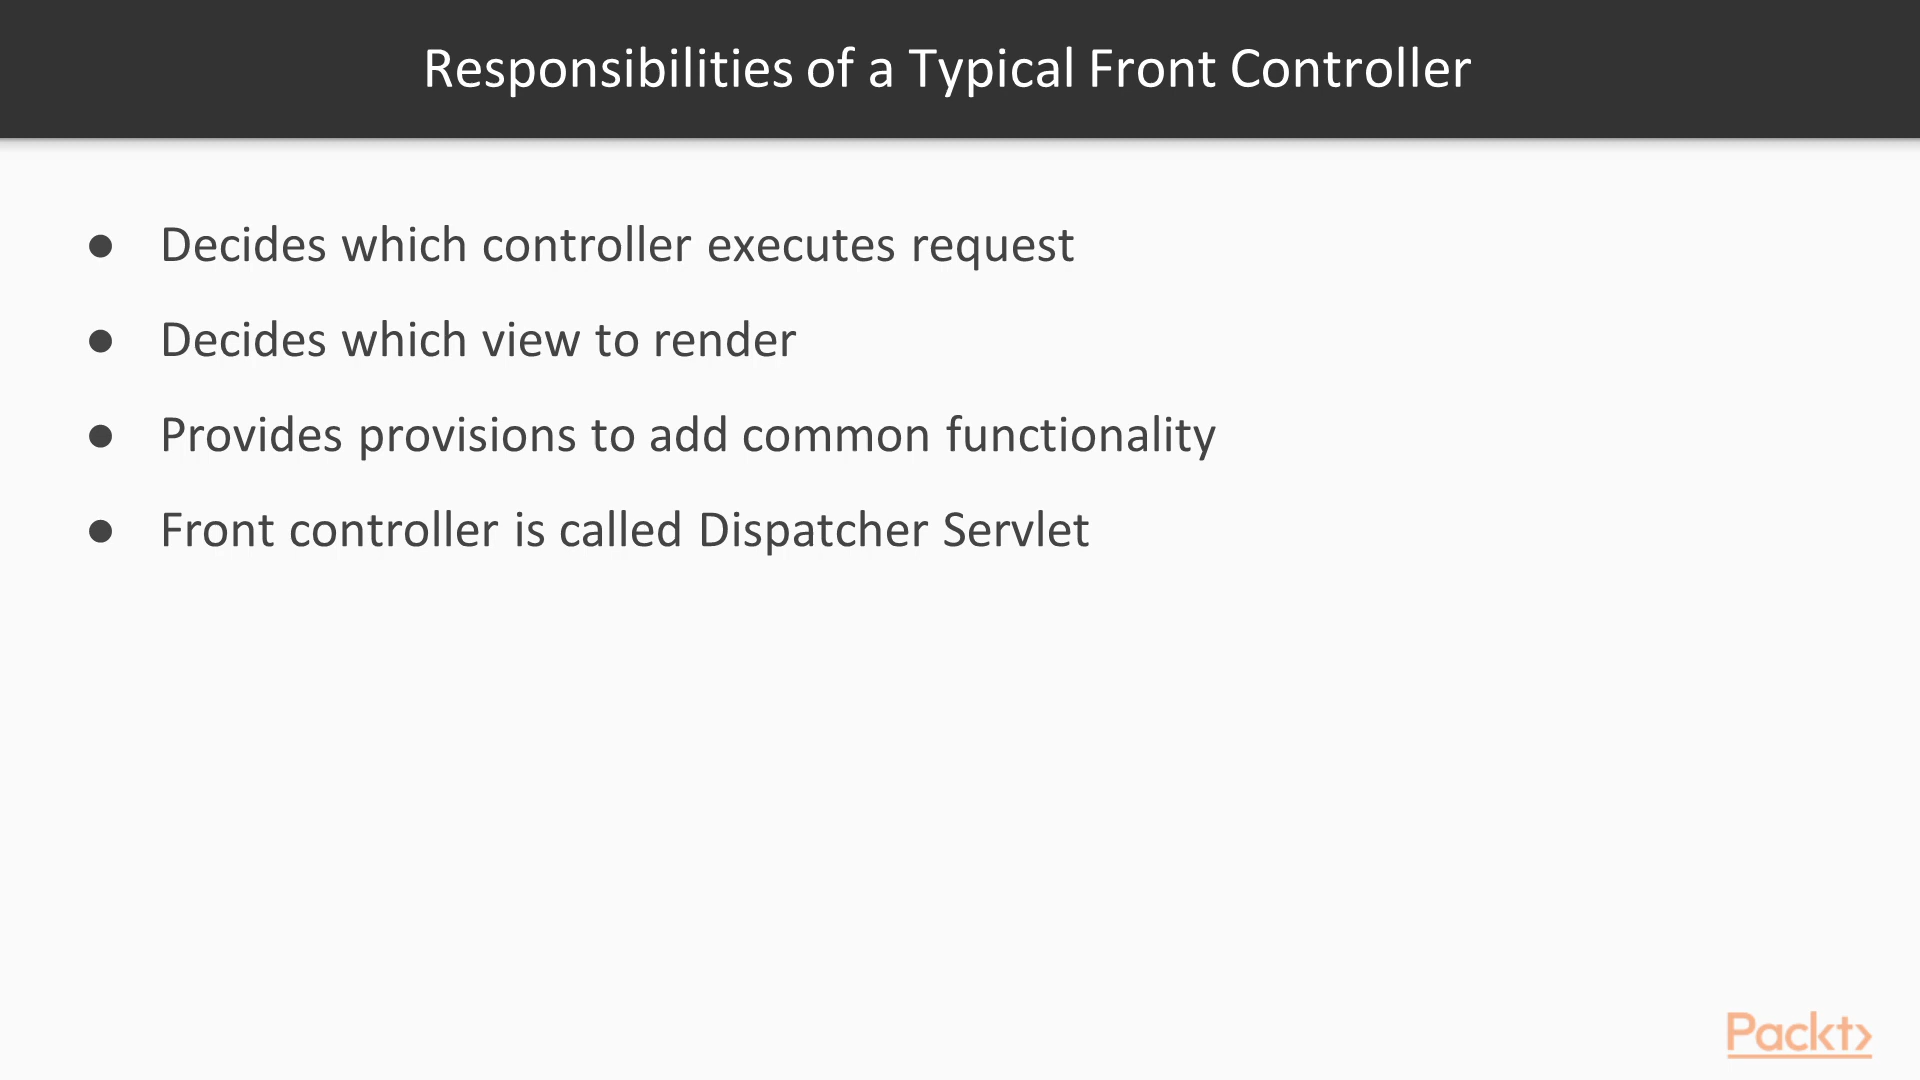 Responsibilities of a Typical Front Controller
● Decides which controller executes request
● Decides which view to render
● Provides provisions to add common functionality
● Front controller is called Dispatcher Servlet
Packt>